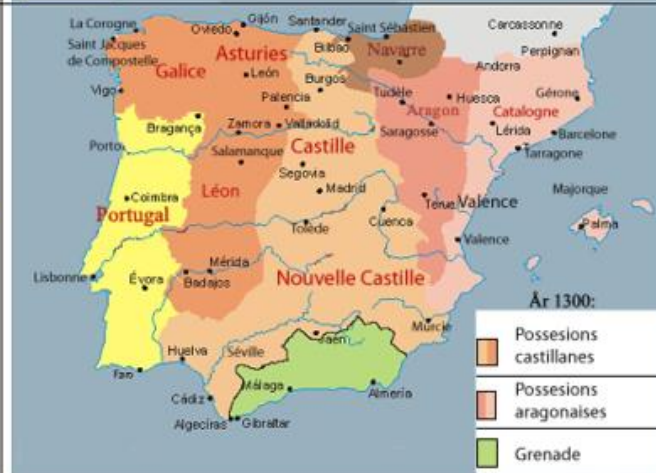 La Corogne
Gijón
Santander
Saint Sébastien
Carcassonne
Oviedo
Saint Jacques
de Compostelle
Asturies
Bilbao
Navarre
Perpignan
Galice
León
Burgos
Andorra
Vigo
Palencia
Tudèle
Huesca
Gérone
Aragon
Catalogne
Bragança
Zamora
Valladolid
Saragosse
Lérida
Barcelone
Porto
Castille
Tarragone
Salamanque
Segovia
Léon
Madrid
Majorque
Coimbra
Teruel
Valence
Portugal
Cuenca
Palma
Tolède
Valence
Lisbonne
Évora
Mérida
Badajos
Nouvelle Castille
År 1300:
Murcie
Possesions
castillanes
Jaén
Huelva
Séville
Faro
Málaga
Almería
Possesions
aragonaises
Cádiz
Algeciras
Gibraltar
Grenade